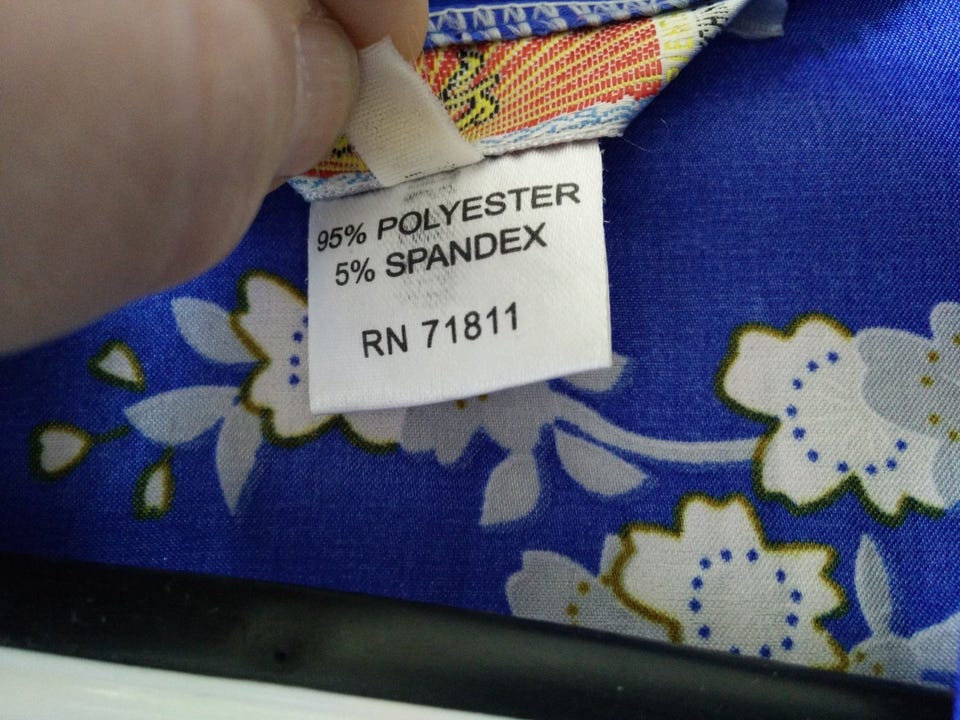 95% POLYESTER
5% SPANDEX
RN 71811